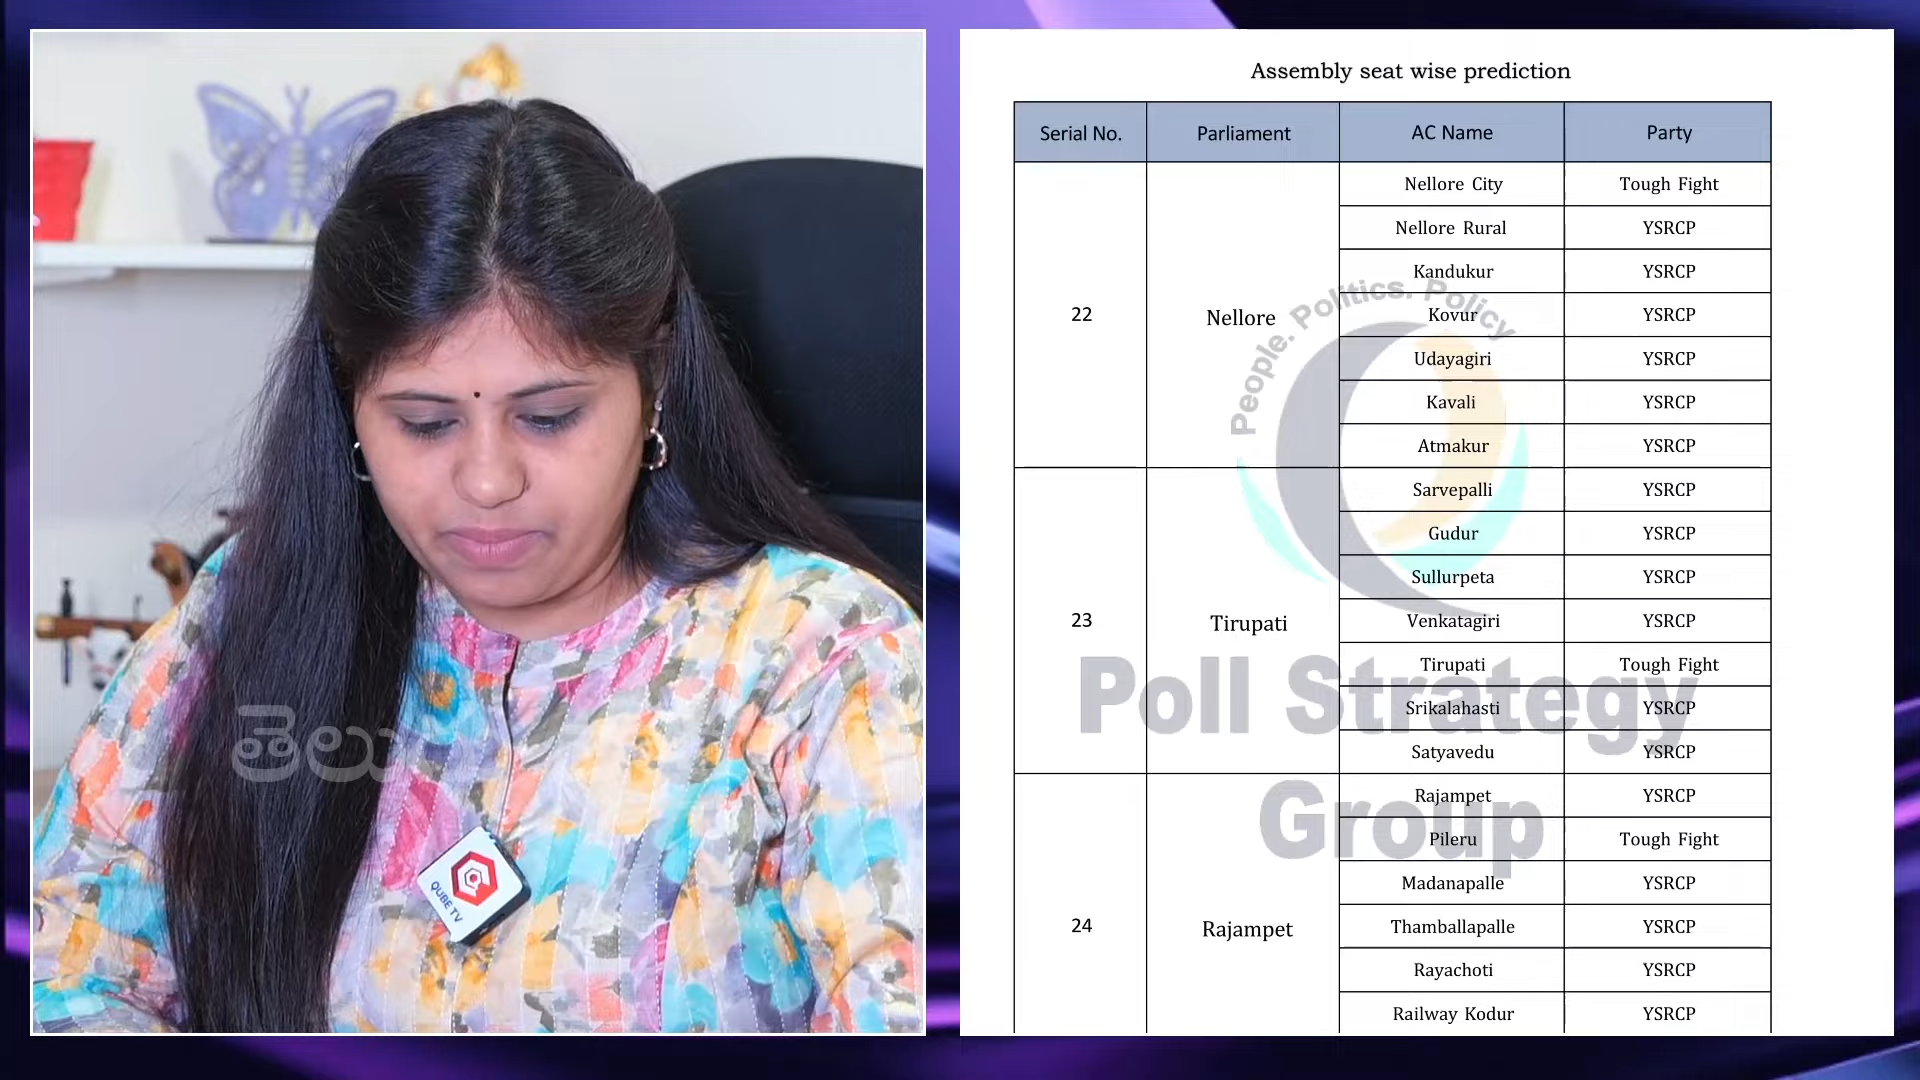 Assembly seat wise prediction
Serial No. Parliament AC Name Party
22 Nellore Nellore City Tough Fight
Nellore Rural YSRCP
Kandukur YSRCP
Kovur YSRCP
Udayagiri YSRCP
Kavali YSRCP
Atmakur YSRCP
23 Tirupati Sarvepalli YSRCP
Gudur YSRCP
Sullurpeta YSRCP
Venkatagiri YSRCP
Tirupati Tough Fight
Srikalahasti YSRCP
Satyavedu YSRCP
24 Rajampet Rajampet YSRCP
Pileru Tough Fight
Madanapalle YSRCP
Thamballapalle YSRCP
Rayachoti YSRCP
Railway Kodur YSRCP
People. Politics. Policy
Poll Strategy
Group
QUBE TV